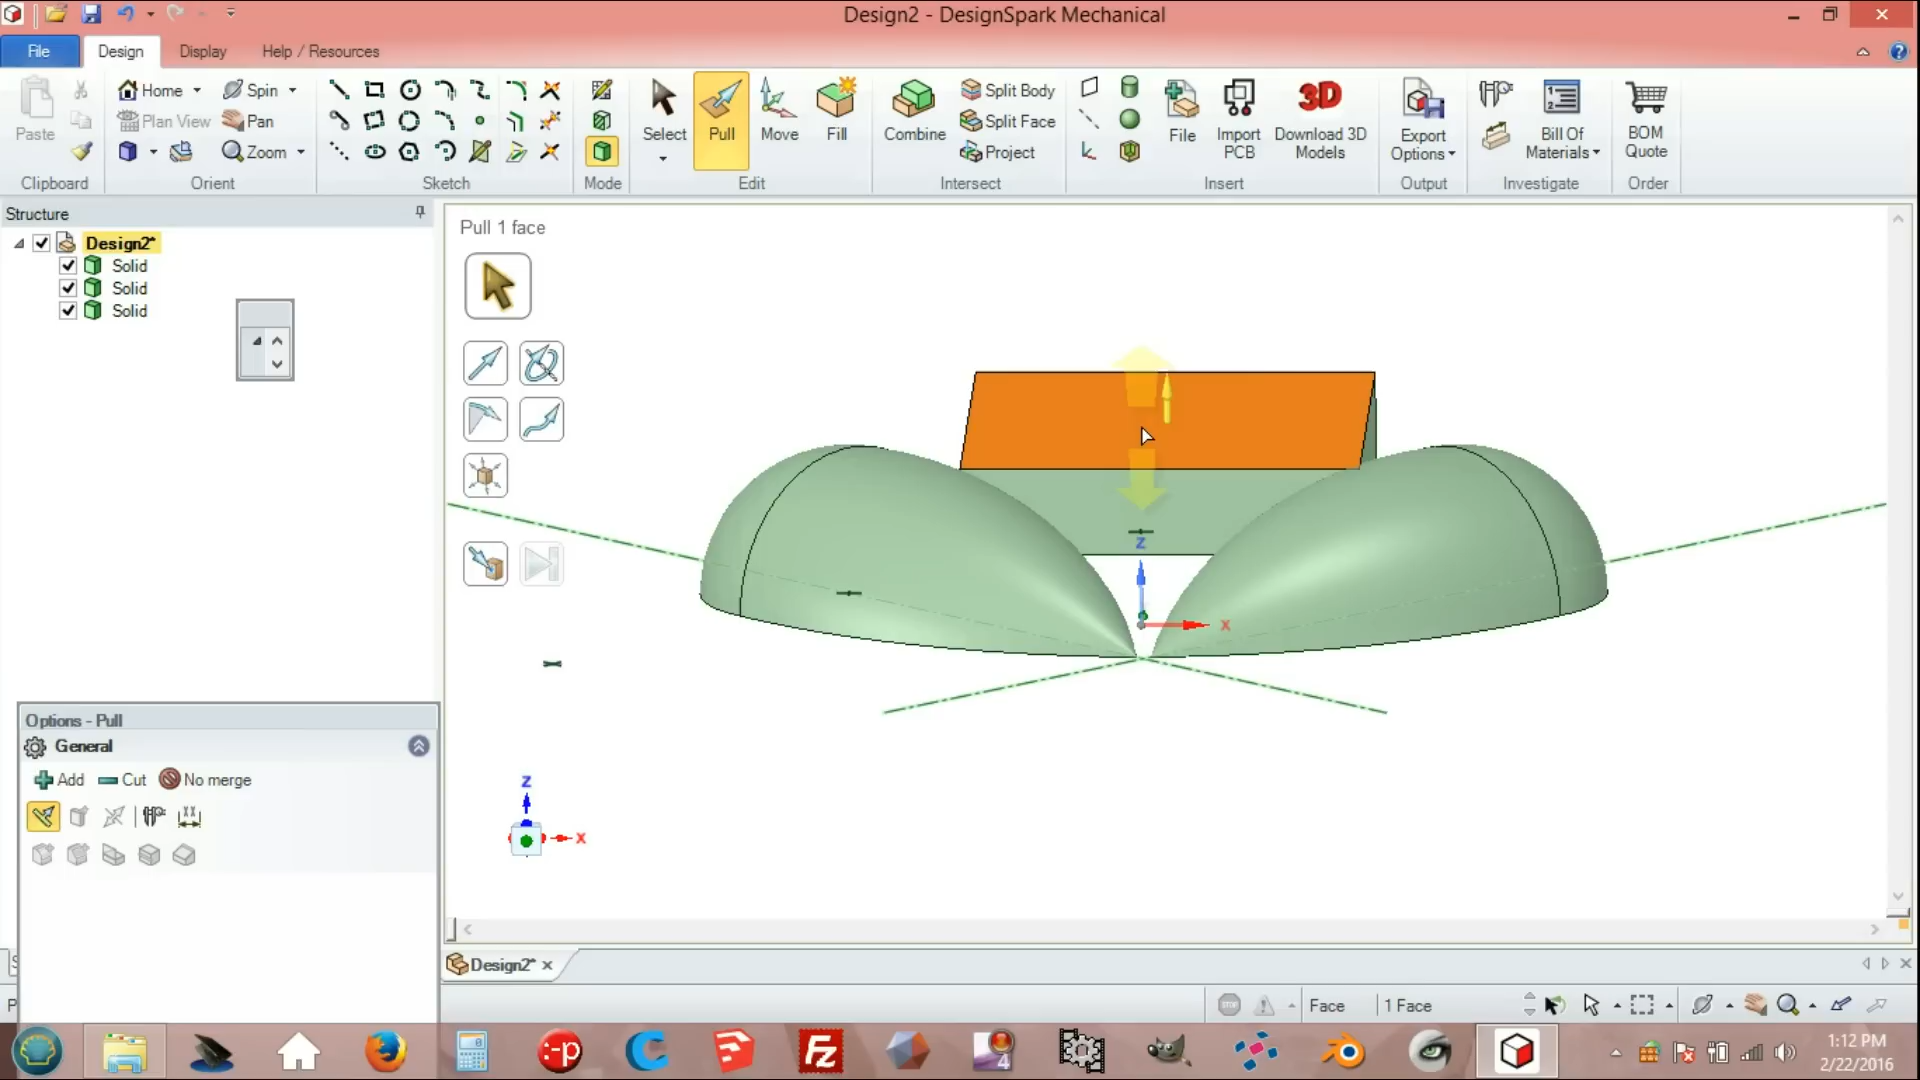 Design2 - DesignSpark Mechanical
File Design Display Help / Resources
Home Spin
Plan View Pan
Zoom
Paste
Clipboard Orient Sketch Mode
Select Pull Move Fill
Edit
Combine
Split Body
Split Face
Project
Intersect
File
Import PCB
Download 3D Models
3D
Insert
Export Options
Output
Bill Of Materials
Investigate
BOM Quote
Order
Structure
Design2*
Solid
Solid
Solid
Pull 1 face
Z
X
Z
X
Options - Pull
General
Add Cut No merge
Design2*
Face 1 Face
1:12 PM
2/22/2016